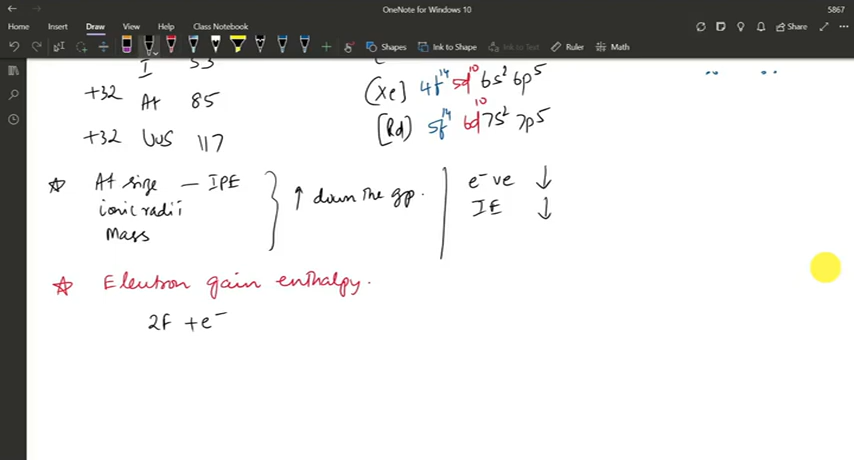 OneNote for Windows 10
5867
Home Insert Draw View Help Class Notebook
Share
Shapes Ink to Shape Ink to Text Ruler Math
I 53
+32 At 85
(Xe] 4f14 5d10 6s2 6p5
+32 Uus 117
[Rd) 5f14 6d10 7s2 7p5
☆ At size — IPE
ionic radii
Mass
↑ down the gp.
e- ve ↓
IE ↓
☆ Electron gain enthalpy.
2F + e-